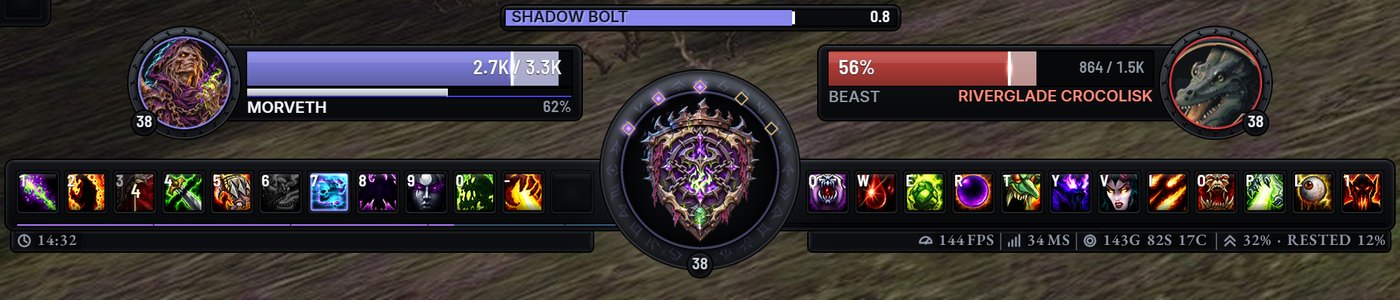 SHADOW BOLT 0.8
2.7K / 3.3K
MORVETH 62%
38
56% 864 / 1.5K
BEAST RIVERGLADE CROCOLISK
38
1 2 3 4 4 5 6 7 8 9 0 -
Q W E R T Y V L O P L 1
14:32
38
144 FPS 34 MS 143G 82S 17C 32% · RESTED 12%